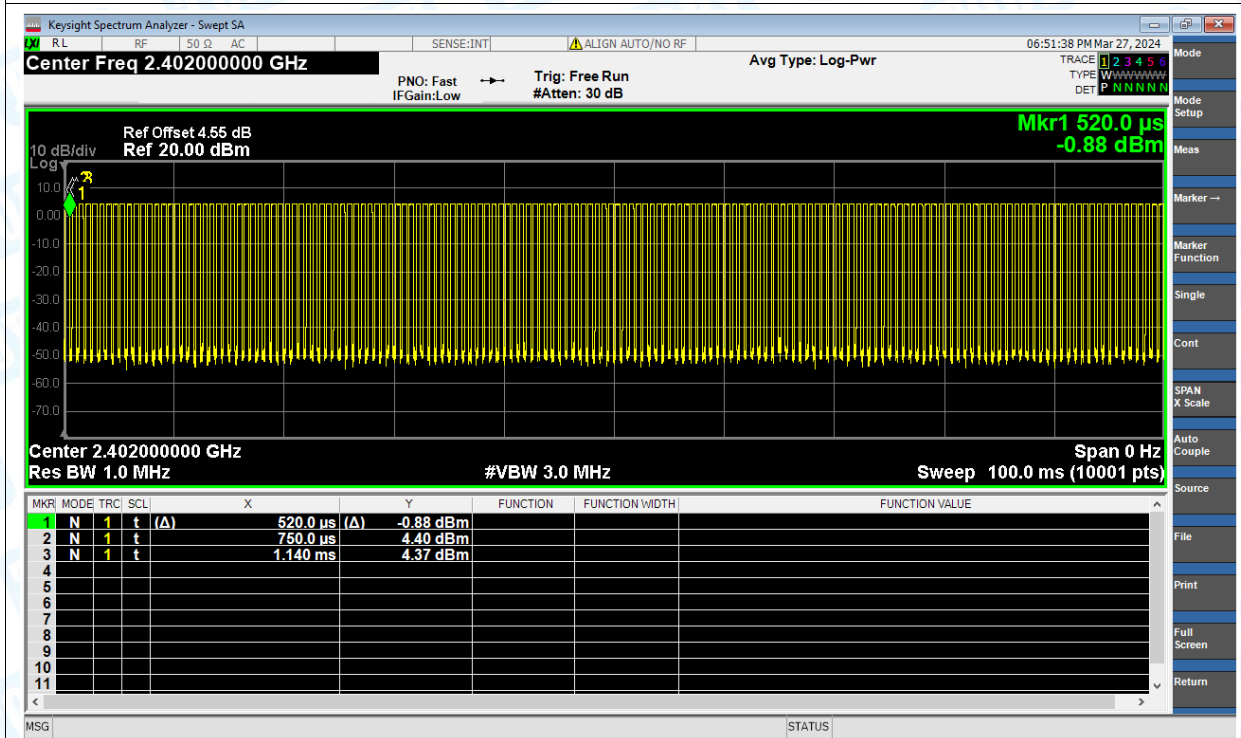 Keysight Spectrum Analyzer - Swept SA
LXI RL RF 50 Ω AC SENSE:INT ALIGN AUTO/NO RF 06:51:38 PM Mar 27, 2024
Center Freq 2.402000000 GHz
PNO: Fast
IFGain:Low
Trig: Free Run
#Atten: 30 dB
Avg Type: Log-Pwr
TRACE 1 2 3 4 5 6
TYPE WWWWWW
DET P N N N N N
Mkr1 520.0 µs
-0.88 dBm
Ref Offset 4.55 dB
10 dB/div Ref 20.00 dBm
Log
10.0
0.00
-10.0
-20.0
-30.0
-40.0
-50.0
-60.0
-70.0
1
2
3
Center 2.402000000 GHz Span 0 Hz
Res BW 1.0 MHz #VBW 3.0 MHz Sweep 100.0 ms (10001 pts)
MKR MODE TRC SCL X Y FUNCTION FUNCTION WIDTH FUNCTION VALUE
1 N 1 t (Δ) 520.0 µs (Δ) -0.88 dBm
2 N 1 t 750.0 µs 4.40 dBm
3 N 1 t 1.140 ms 4.37 dBm
4
5
6
7
8
9
10
11
MSG STATUS
Mode
Mode
Setup
Meas
Marker →
Marker
Function
Single
Cont
SPAN
X Scale
Auto
Couple
Source
File
Print
Full
Screen
Return